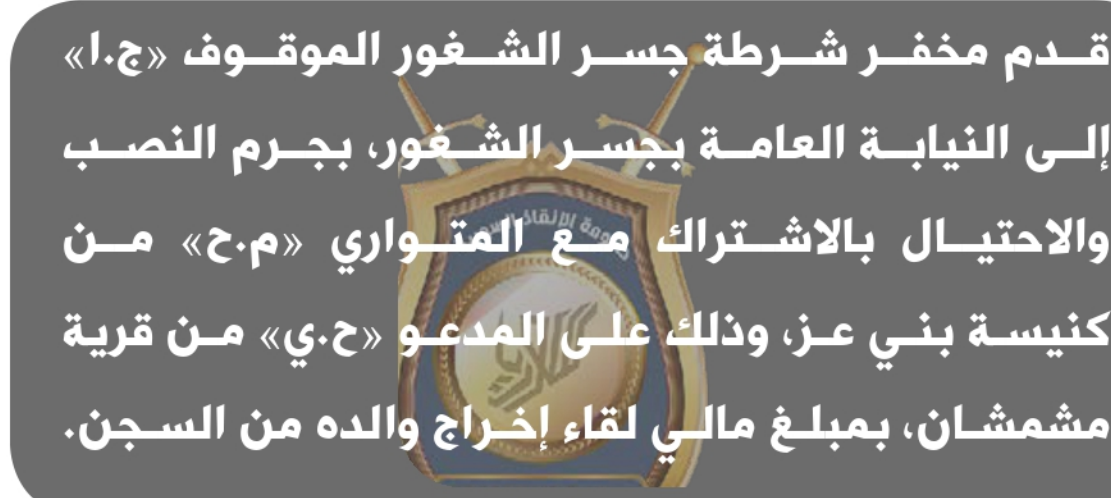 قدم مخفر شرطة جسر الشغور الموقوف «ج.ا»
إلى النيابة العامة بجسر الشغور، بجرم النصب
والاحتيال بالاشتراك مع المتواري «م.ح» من
كنيسة بني عز، وذلك على المدعو «ح.ي» من قرية
مشمشان، بمبلغ مالي لقاء إخراج والده من السجن.